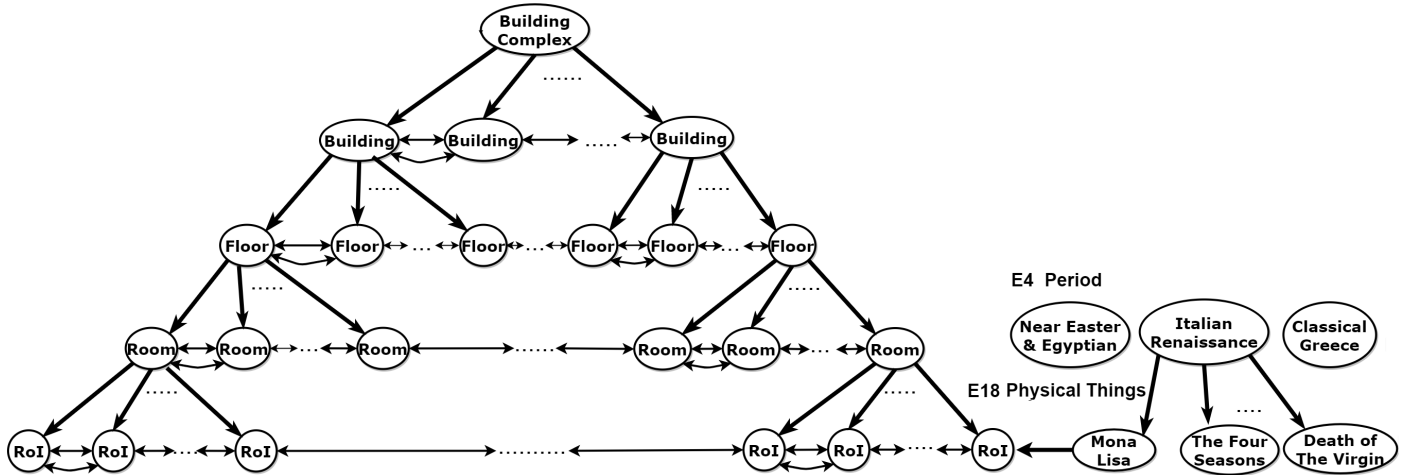 Building
Complex
......
Building
Building
.....
Building
.....
.....
Floor
Floor
...
Floor
...
Floor
Floor
...
Floor
.....
.....
E4 Period
Near Easter
& Egyptian
Italian
Renaissance
Classical
Greece
Room
Room
...
Room
......
Room
Room
...
Room
.....
.....
E18 Physical Things
....
RoI
RoI
.....
RoI
..........
RoI
RoI
.....
RoI
Mona
Lisa
The Four
Seasons
Death of
The Virgin